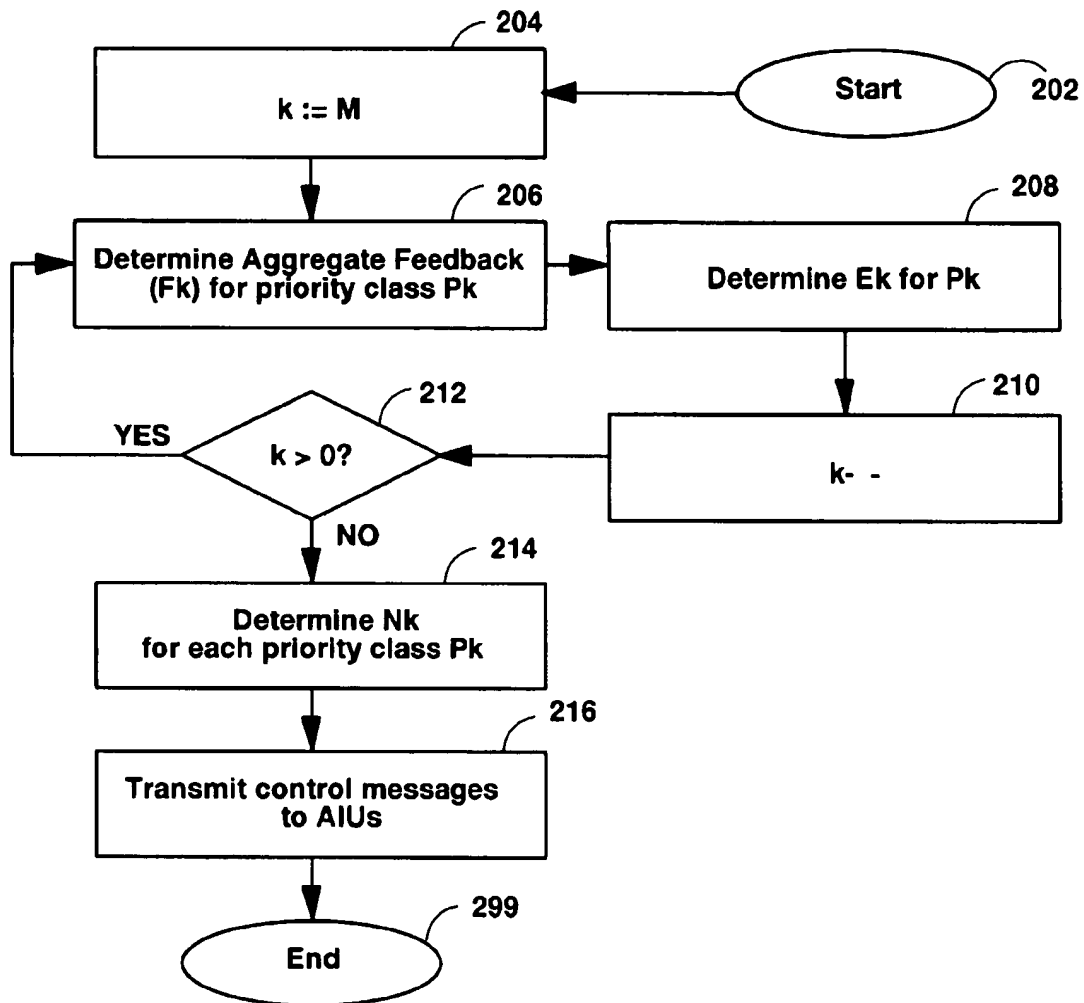 204
k := M
Start
202
206
Determine Aggregate Feedback
(Fk) for priority class Pk
208
Determine Ek for Pk
210
k- -
212
k > 0?
YES
NO
214
Determine Nk
for each priority class Pk
216
Transmit control messages
to AIUs
299
End